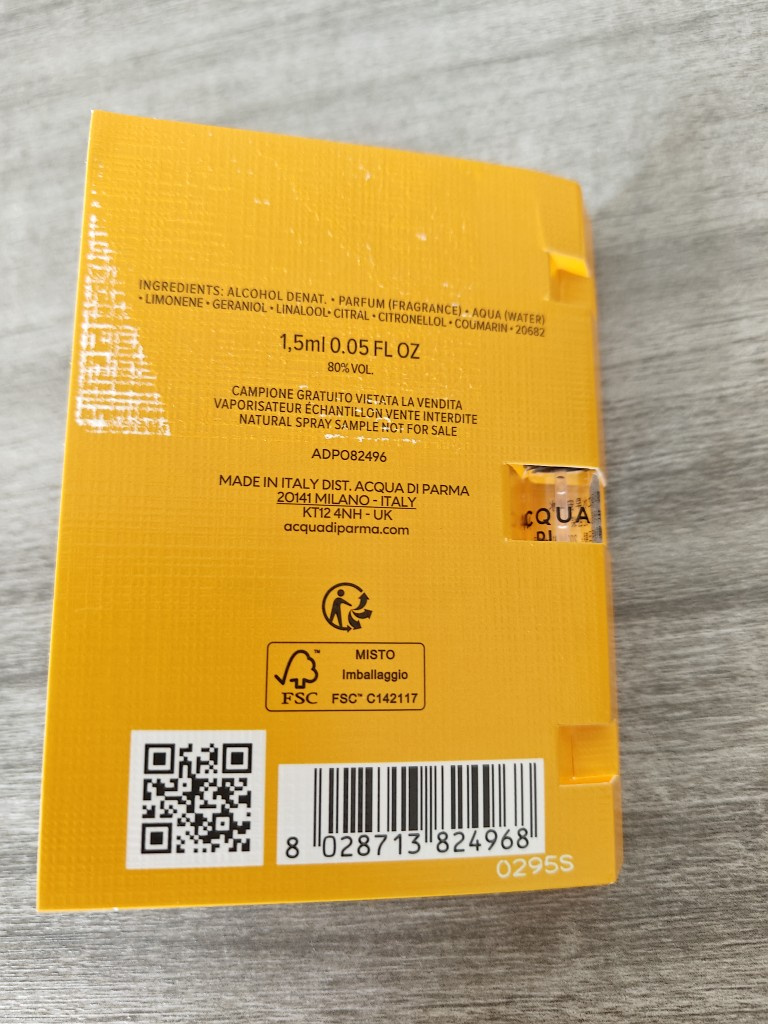 INGREDIENTS: ALCOHOL DENAT. • PARFUM (FRAGRANCE) • AQUA (WATER)
• LIMONENE • GERANIOL • LINALOOL • CITRAL • CITRONELLOL • COUMARIN • 20682
1,5ml 0.05 FL OZ
80% VOL.
CAMPIONE GRATUITO VIETATA LA VENDITA
VAPORISATEUR ÉCHANTILLON VENTE INTERDITE
NATURAL SPRAY SAMPLE NOT FOR SALE
ADP082496
MADE IN ITALY DIST. ACQUA DI PARMA
20141 MILANO - ITALY
KT12 4NH - UK
acquadiparma.com
CQUA
DI
MISTO
Imballaggio
FSC™ C142117
FSC™
8 028713 824968
0295S